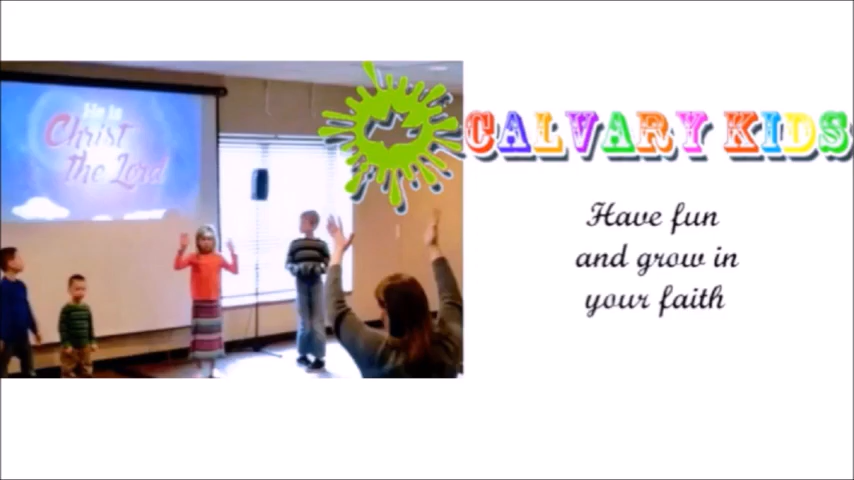 He is
Christ
the Lord
CALVARY KIDS
Have fun
and grow in
your faith